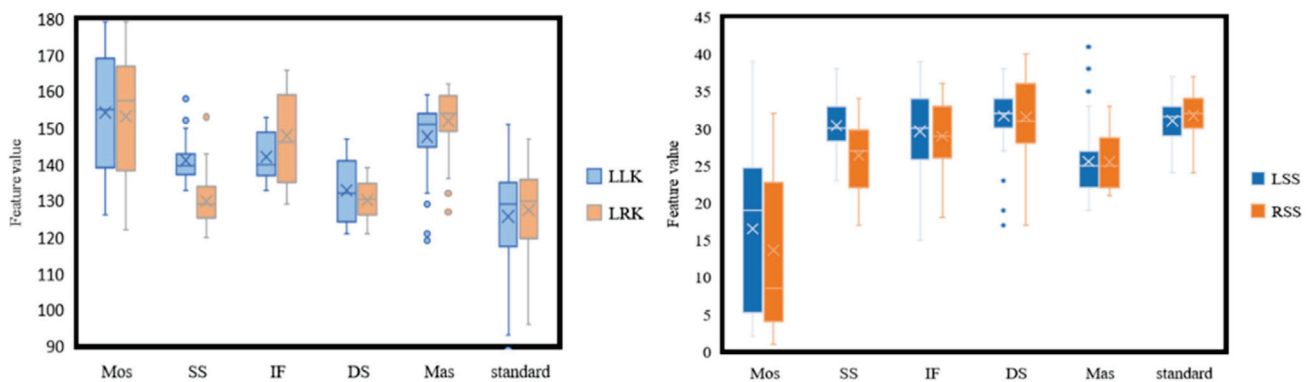 180
170
160
150
140
130
120
110
100
90
Feature value
Mos SS IF DS Mas standard
LLK
LRK
45
40
35
30
25
20
15
10
5
0
Feature value
Mos SS IF DS Mas standard
LSS
RSS